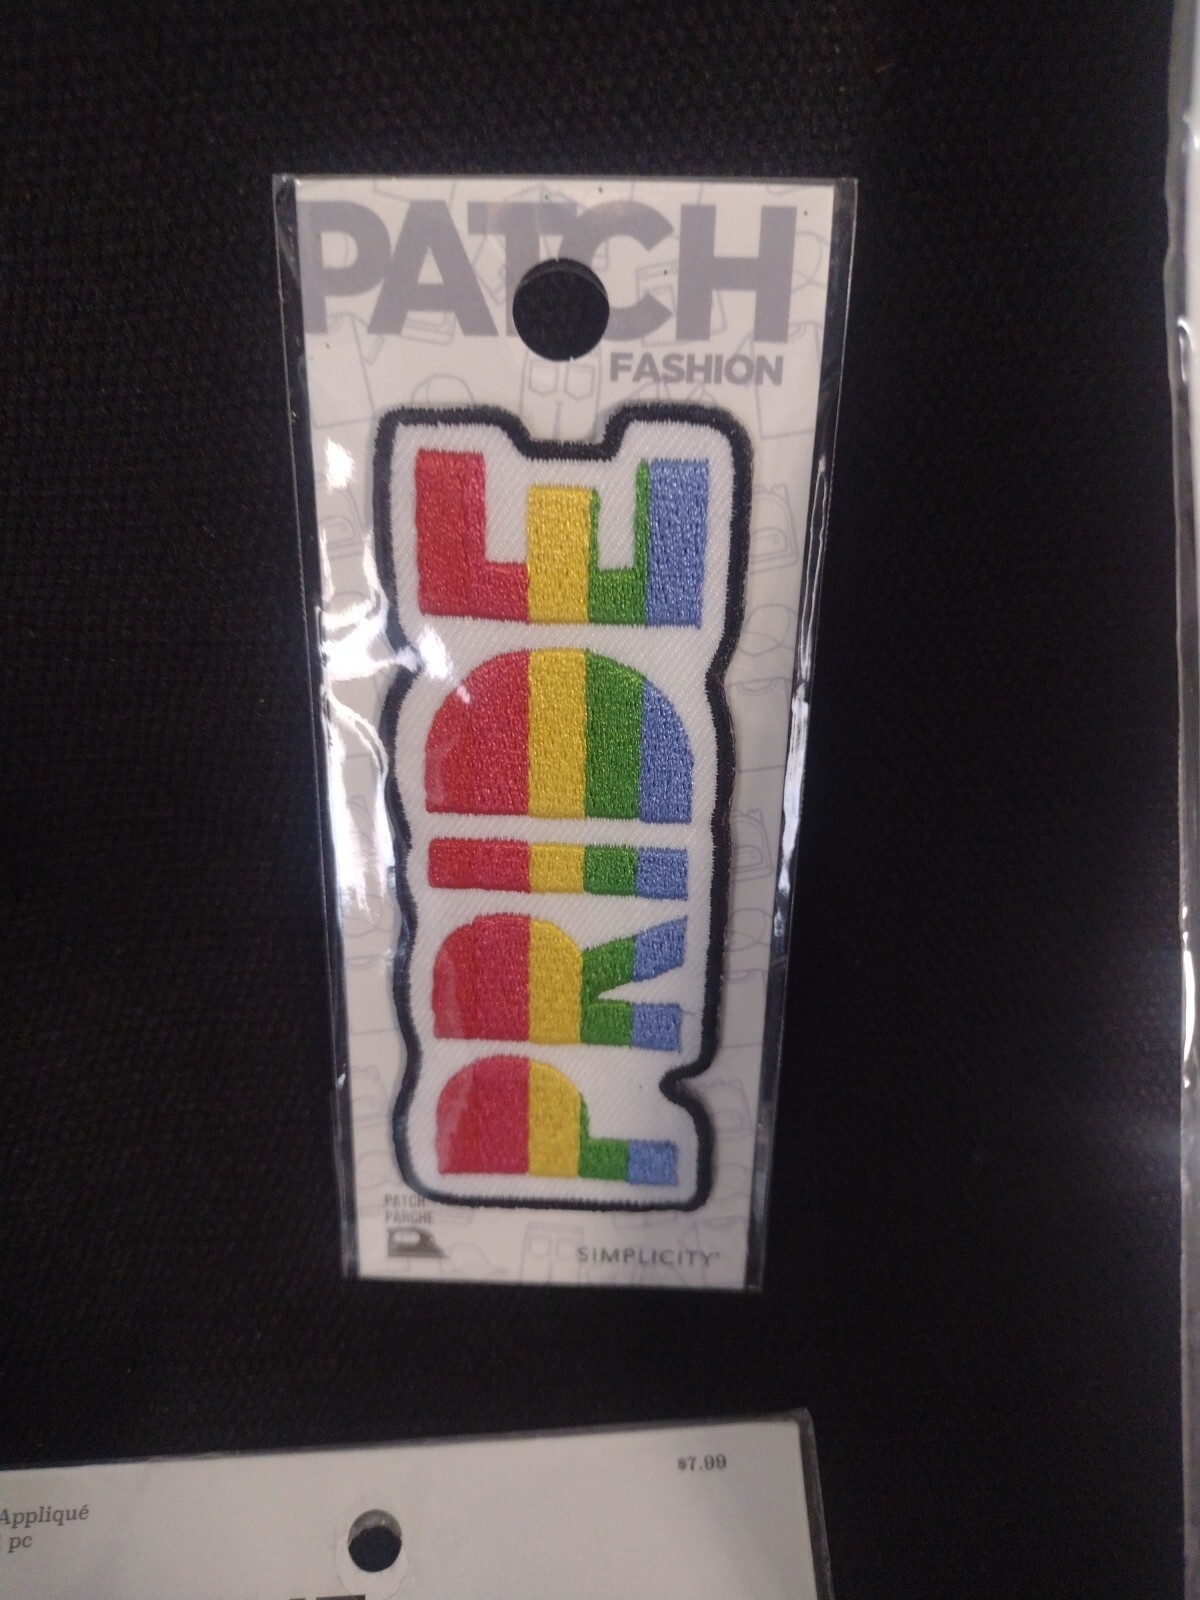 PATCH
FASHION
PRIDE
PATCH
PARCHE
SIMPLICITY
$7.99
Appliqué
pc